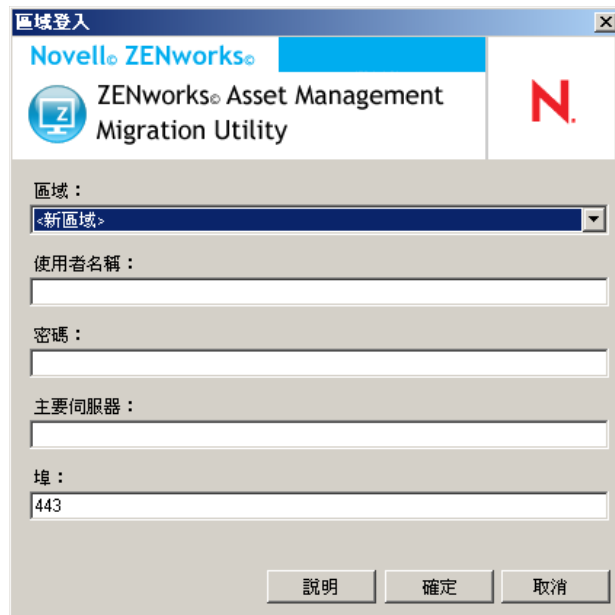 區域登入
Novell® ZENworks®
ZENworks® Asset Management
Migration Utility
N.
區域：
<新區域>
使用者名稱：
密碼：
主要伺服器：
埠：
443
說明 確定 取消